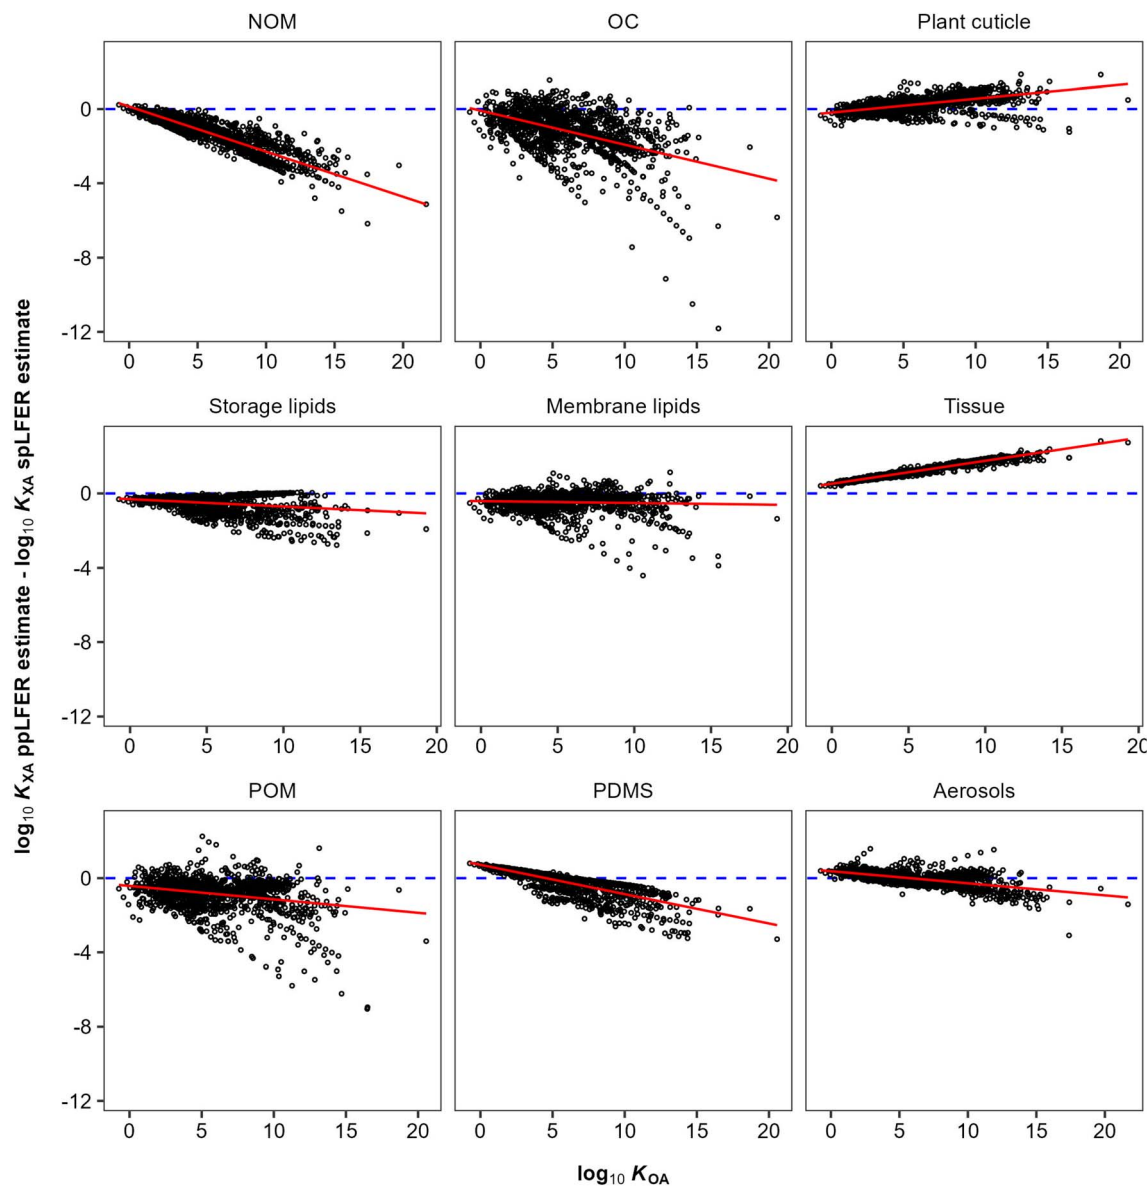 NOM OC Plant cuticle
0
-4
-8
-12
0 5 10 15 20 0 5 10 15 20 0 5 10 15 20
Storage lipids Membrane lipids Tissue
0
-4
-8
-12
0 5 10 15 20 0 5 10 15 20 0 5 10 15 20
POM PDMS Aerosols
0
-4
-8
-12
0 5 10 15 20 0 5 10 15 20 0 5 10 15 20
log₁₀ K_XA ppLFER estimate - log₁₀ K_XA spLFER estimate
log₁₀ K_OA